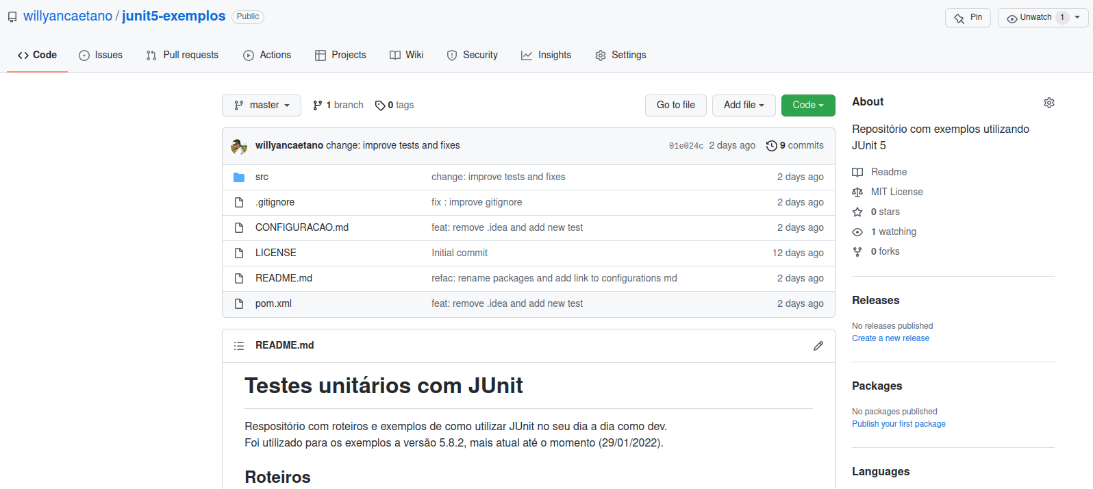 willyancaetano / junit5-exemplos Public
Pin
Unwatch 1
Code Issues Pull requests Actions Projects Wiki Security Insights Settings
master 1 branch 0 tags Go to file Add file Code
willyancaetano change: improve tests and fixes 01e024c 2 days ago 9 commits
src change: improve tests and fixes 2 days ago
.gitignore fix : improve gitignore 2 days ago
CONFIGURACAO.md feat: remove .idea and add new test 2 days ago
LICENSE Initial commit 12 days ago
README.md refac: rename packages and add link to configurations md 2 days ago
pom.xml feat: remove .idea and add new test 2 days ago
README.md
Testes unitários com JUnit
Respositório com roteiros e exemplos de como utilizar JUnit no seu dia a dia como dev.
Foi utilizado para os exemplos a versão 5.8.2, mais atual até o momento (29/01/2022).
Roteiros
About
Repositório com exemplos utilizando
JUnit 5
Readme
MIT License
0 stars
1 watching
0 forks
Releases
No releases published
Create a new release
Packages
No packages published
Publish your first package
Languages